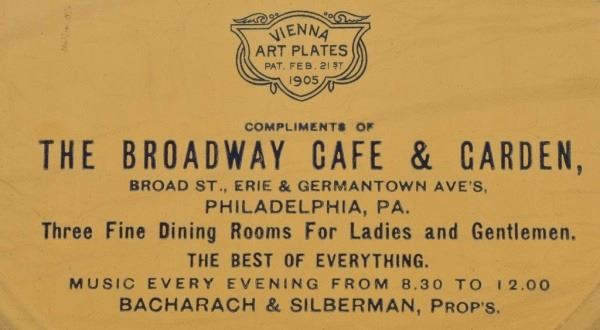 VIENNA
ART PLATES
PAT. FEB. 21ST
1905
COMPLIMENTS OF
THE BROADWAY CAFE & GARDEN,
BROAD ST., ERIE & GERMANTOWN AVE'S,
PHILADELPHIA, PA.
Three Fine Dining Rooms For Ladies and Gentlemen.
THE BEST OF EVERYTHING.
MUSIC EVERY EVENING FROM 8.30 TO 12.00
BACHARACH & SILBERMAN, PROP'S.